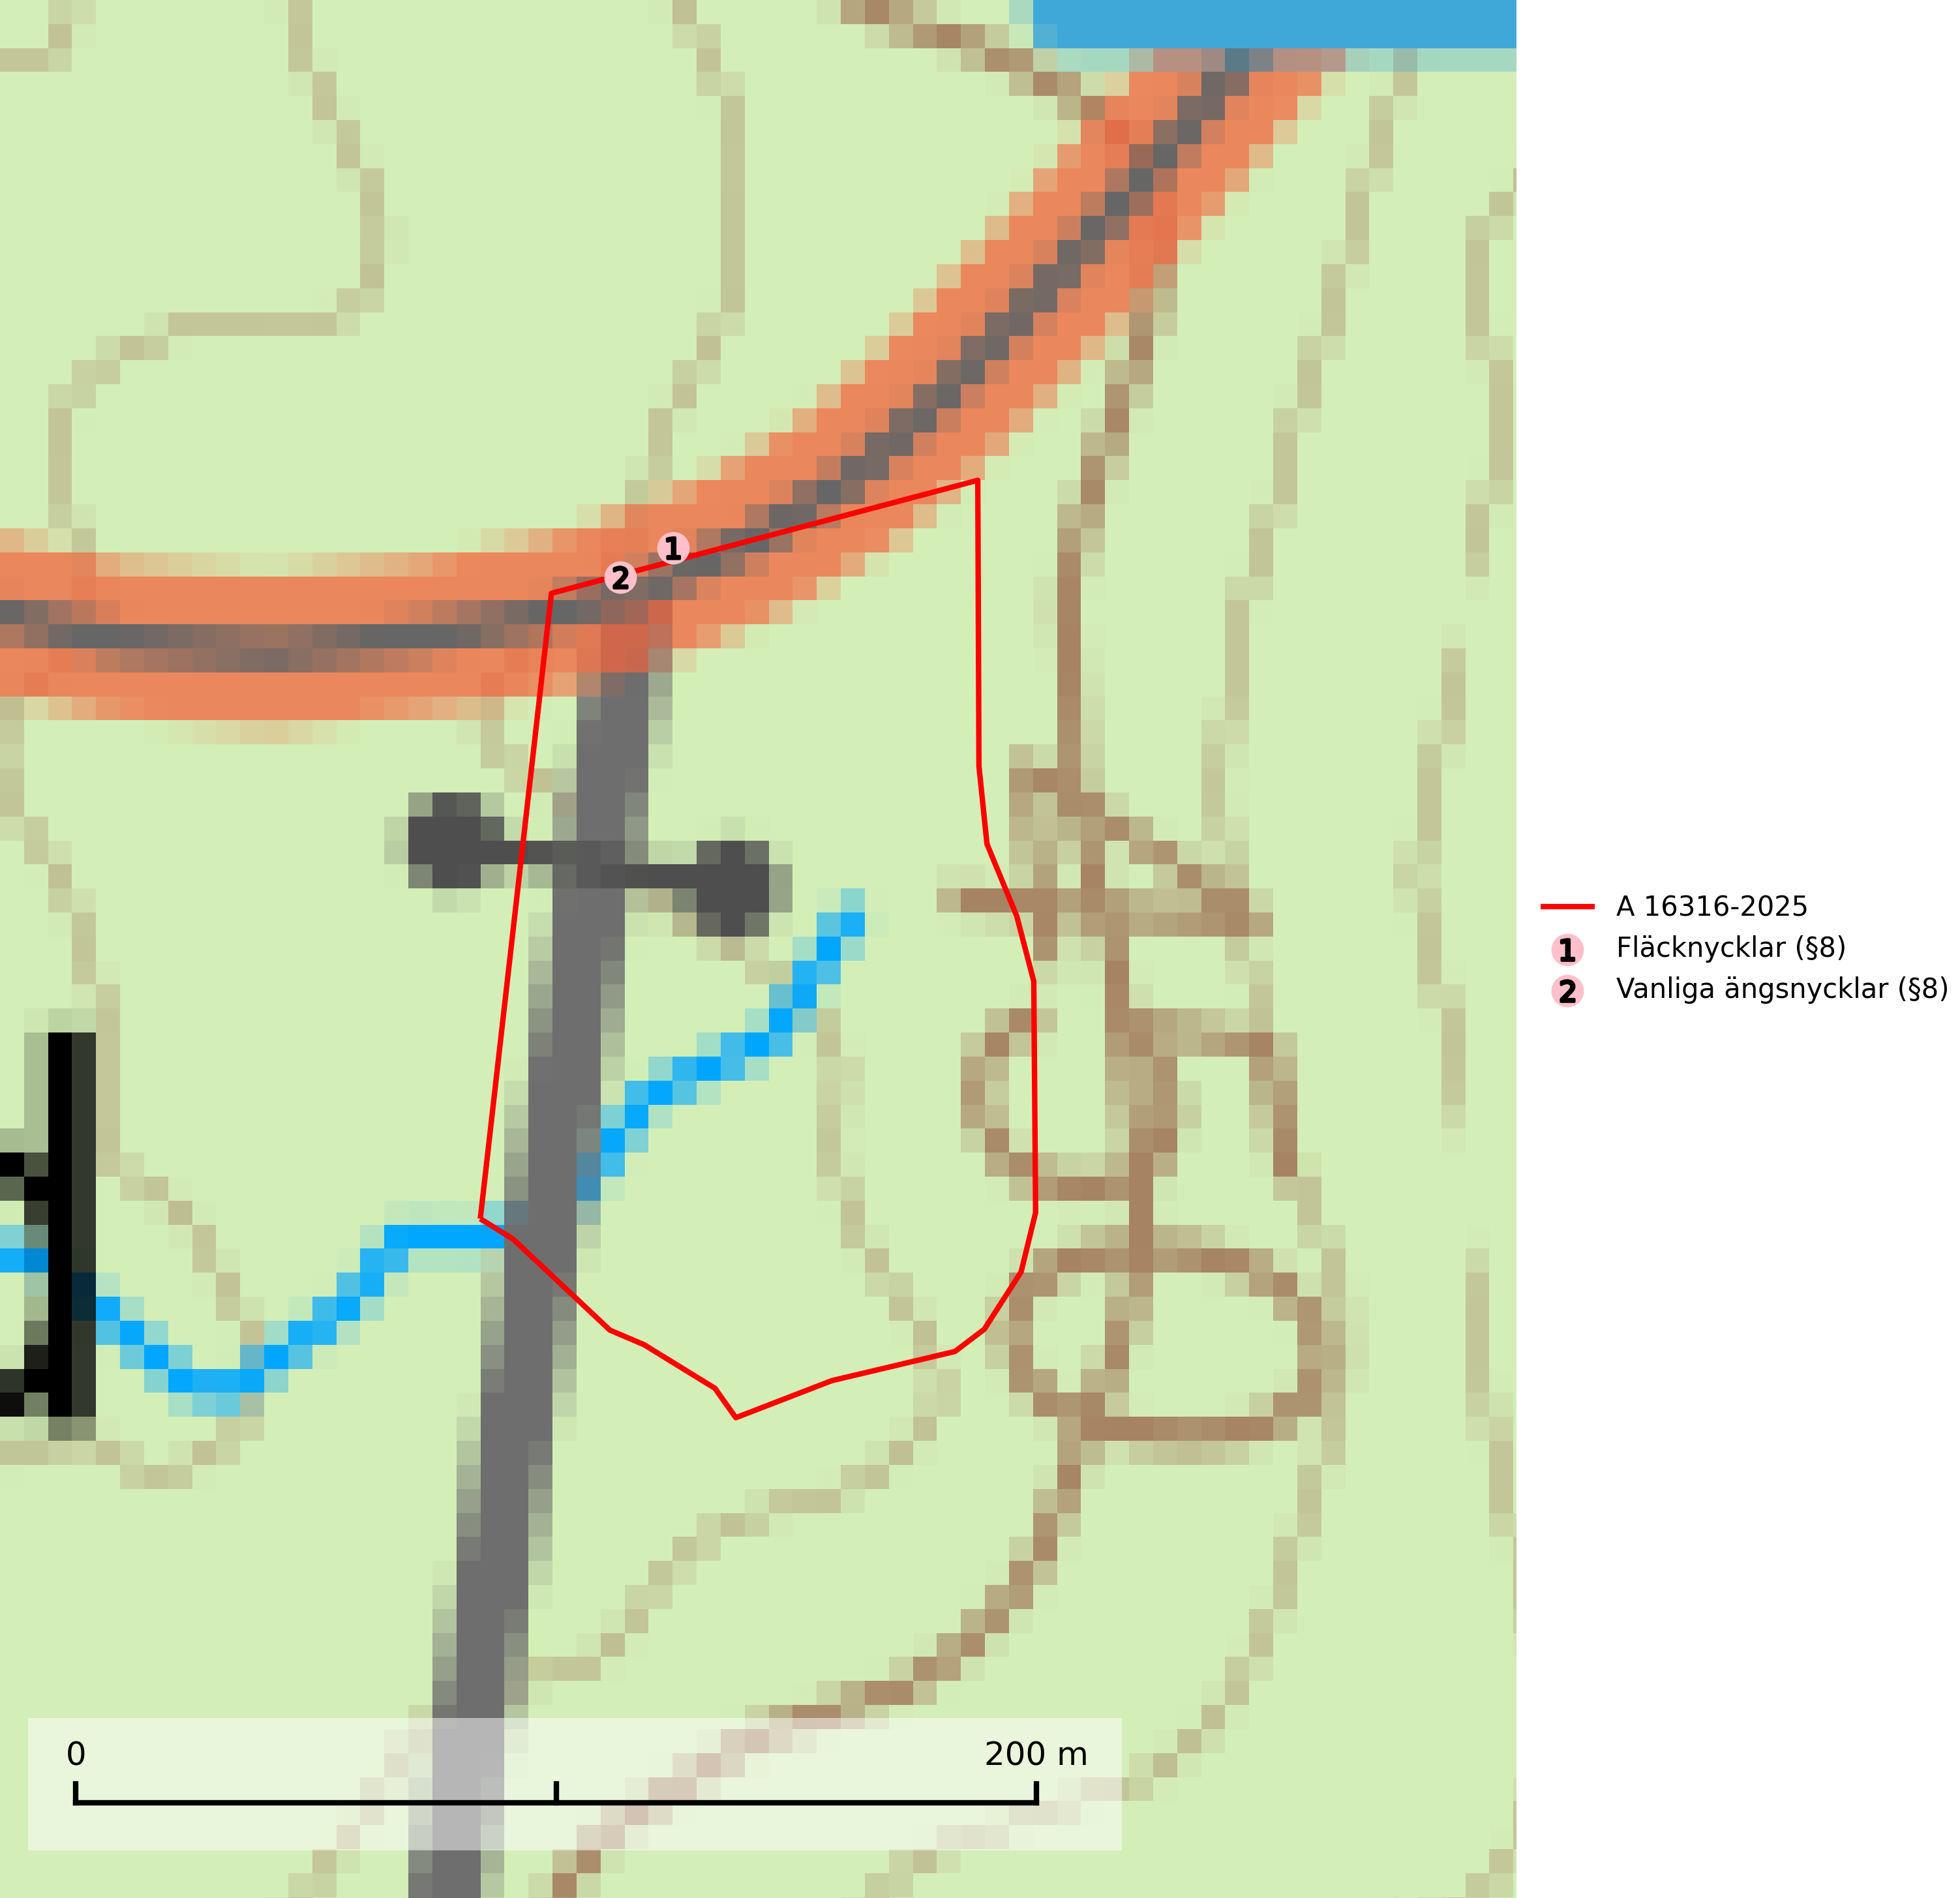 1
2
A 16316-2025
1 Fläcknycklar (§8)
2 Vanliga ängsnycklar (§8)
0 200 m